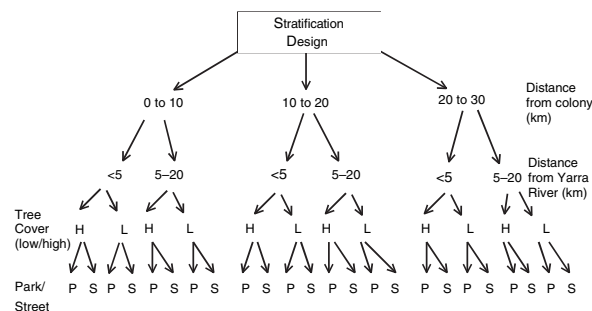 Stratification
Design
0 to 10 10 to 20 20 to 30
Distance
from colony
(km)
<5 5–20 <5 5–20 <5 5–20
Distance
from Yarra
River (km)
Tree
Cover
(low/high)
H L H L H L H L H L H L
Park/
Street
P S P S P S P S P S P S P S P S P S P S P S P S